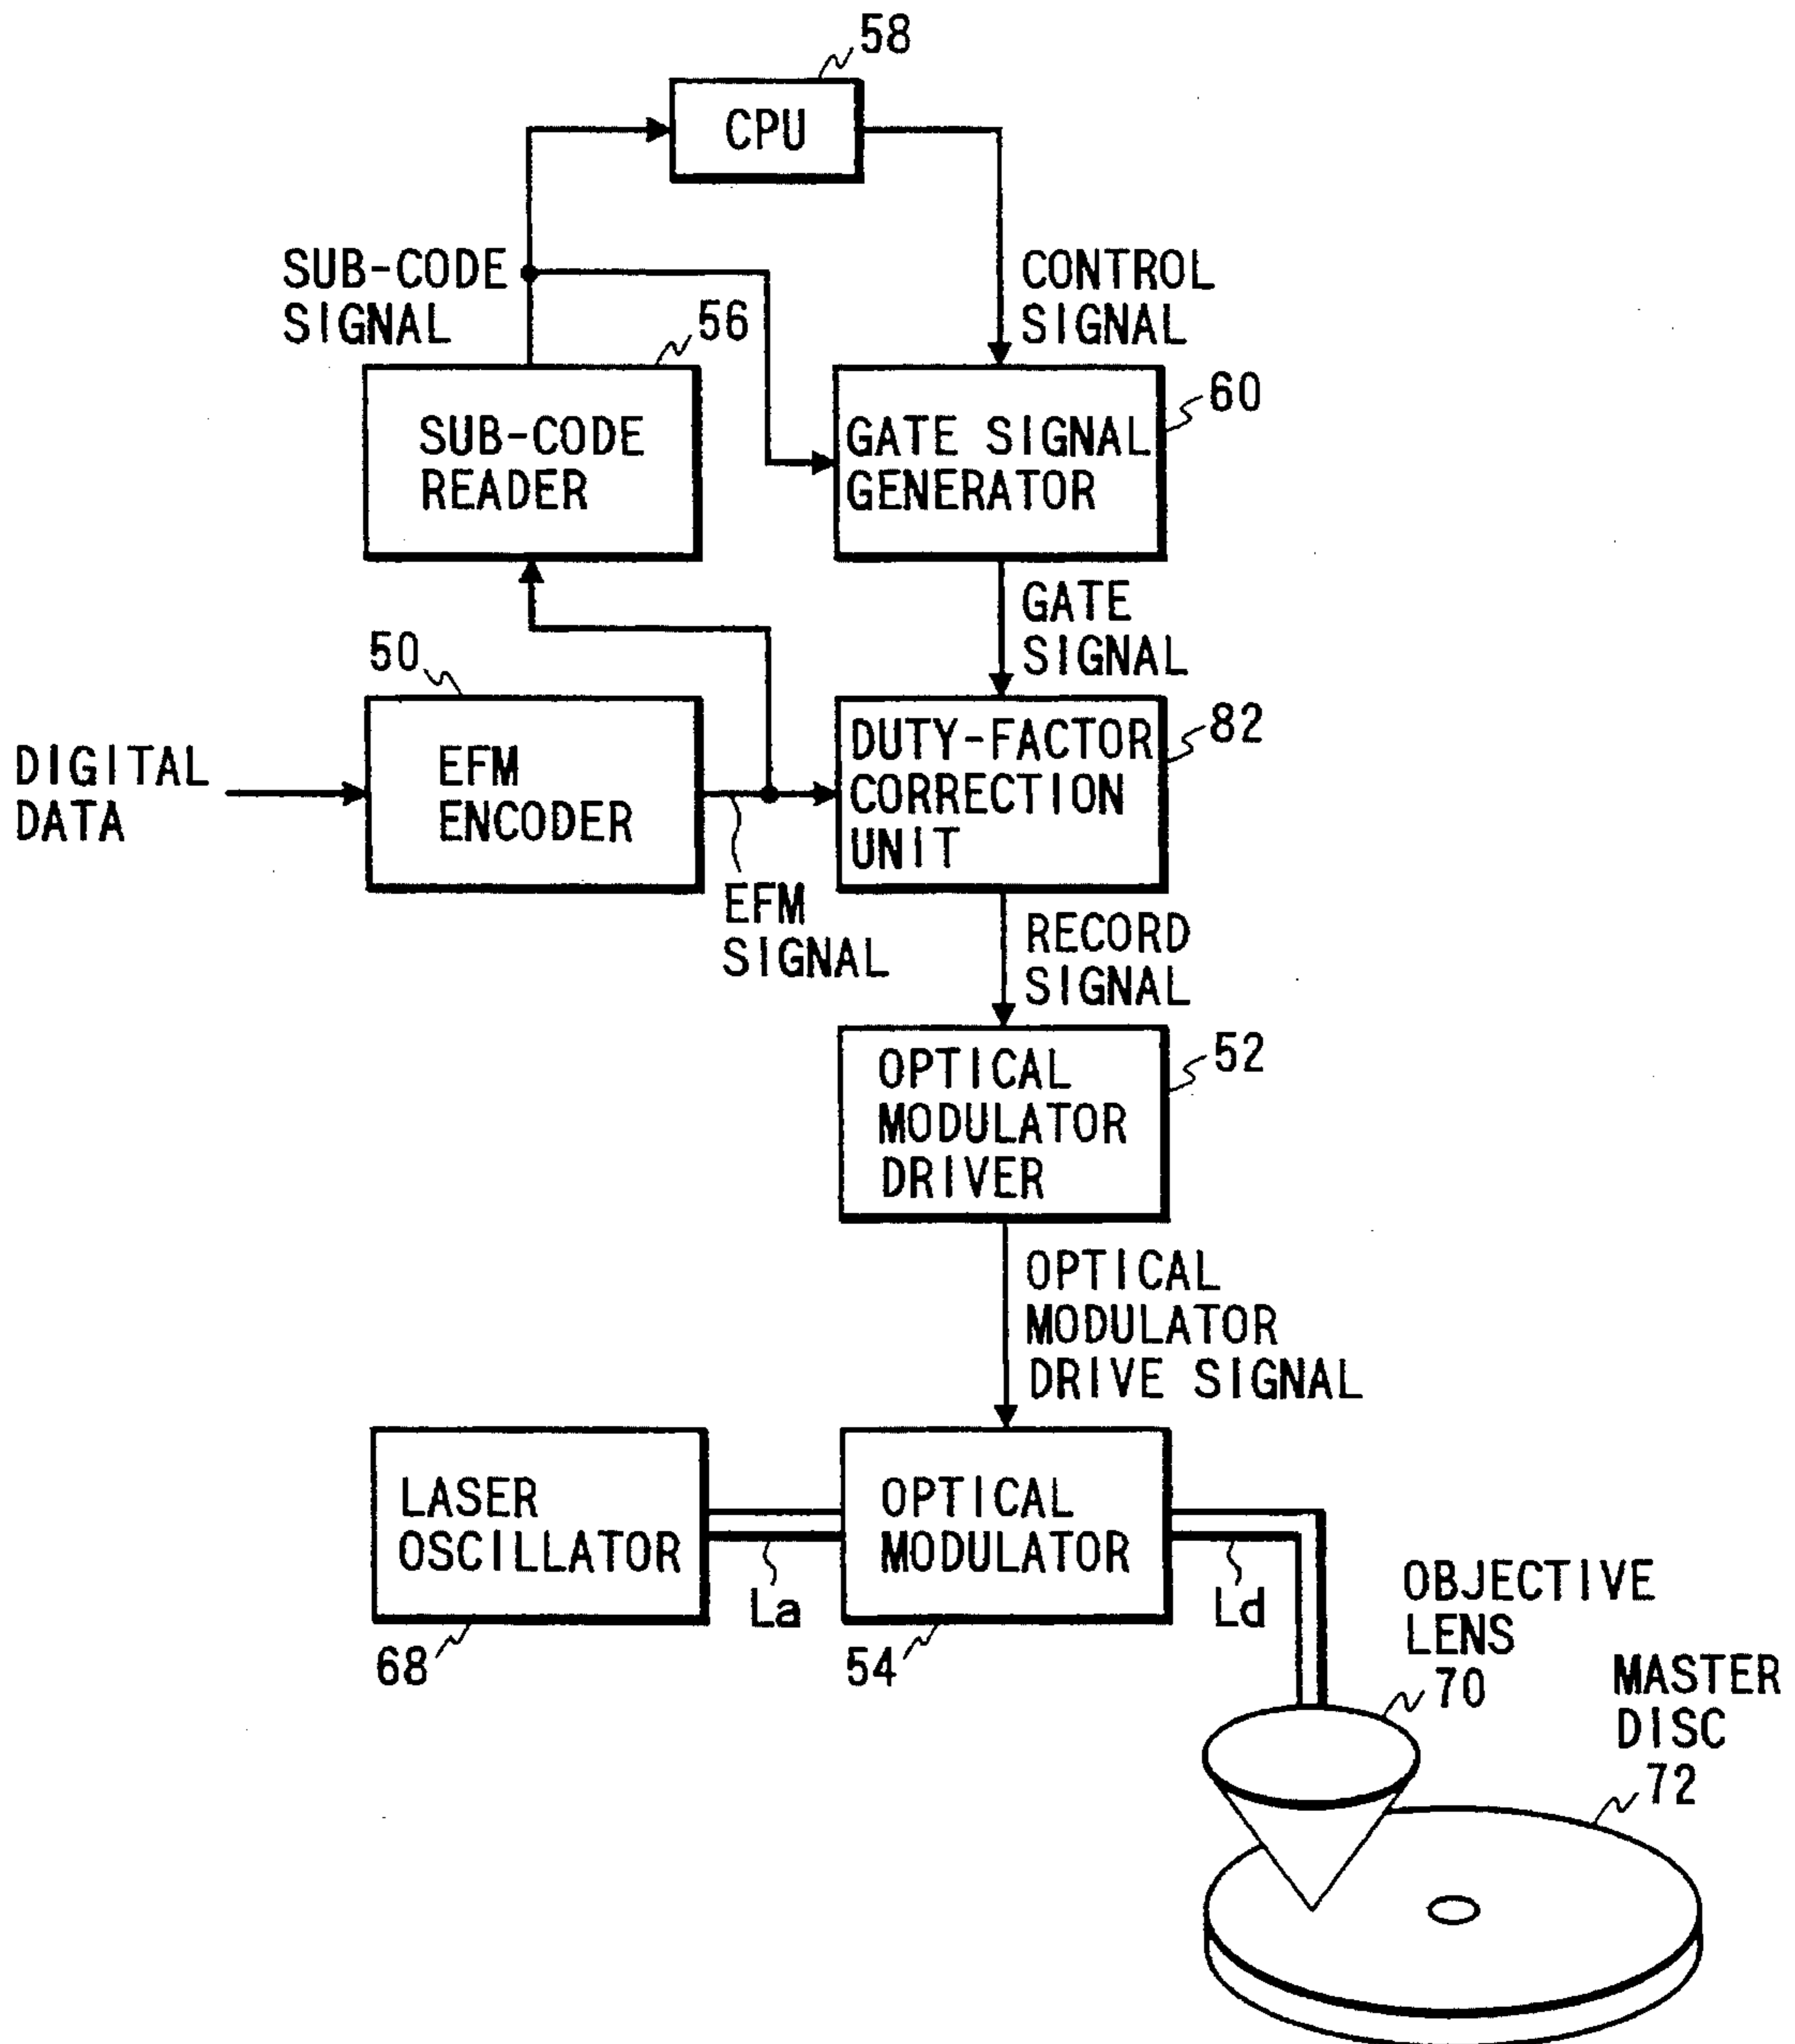 58
CPU
SUB-CODE
SIGNAL
CONTROL
SIGNAL
56
SUB-CODE
READER
60
GATE SIGNAL
GENERATOR
GATE
SIGNAL
50
82
DIGITAL
DATA
EFM
ENCODER
DUTY-FACTOR
CORRECTION
UNIT
EFM
SIGNAL
RECORD
SIGNAL
52
OPTICAL
MODULATOR
DRIVER
OPTICAL
MODULATOR
DRIVE SIGNAL
LASER
OSCILLATOR
La
OPTICAL
MODULATOR
Ld
68
54
OBJECTIVE
LENS
70
MASTER
DISC
72